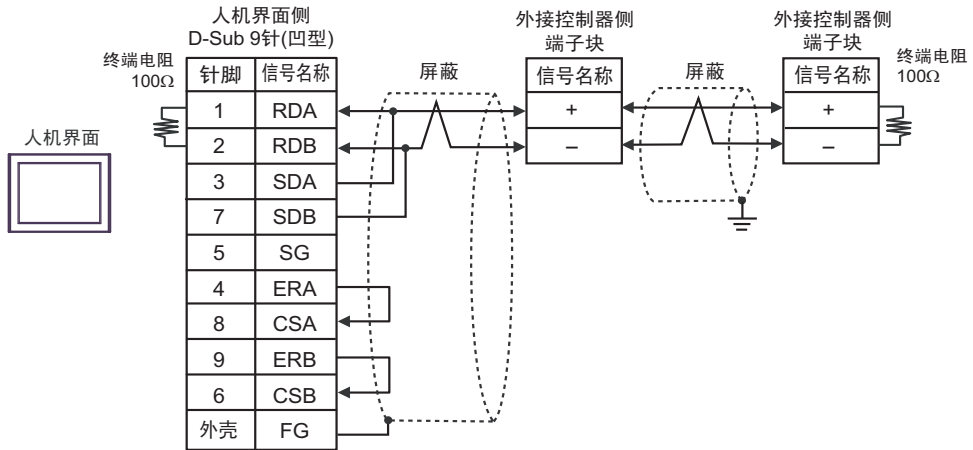 人机界面侧
D-Sub 9针(凹型)
终端电阻
100Ω
人机界面
针脚 信号名称
1 RDA
2 RDB
3 SDA
7 SDB
5 SG
4 ERA
8 CSA
9 ERB
6 CSB
外壳 FG
屏蔽
外接控制器侧
端子块
信号名称
+
–
屏蔽
外接控制器侧
端子块
信号名称
+
–
终端电阻
100Ω